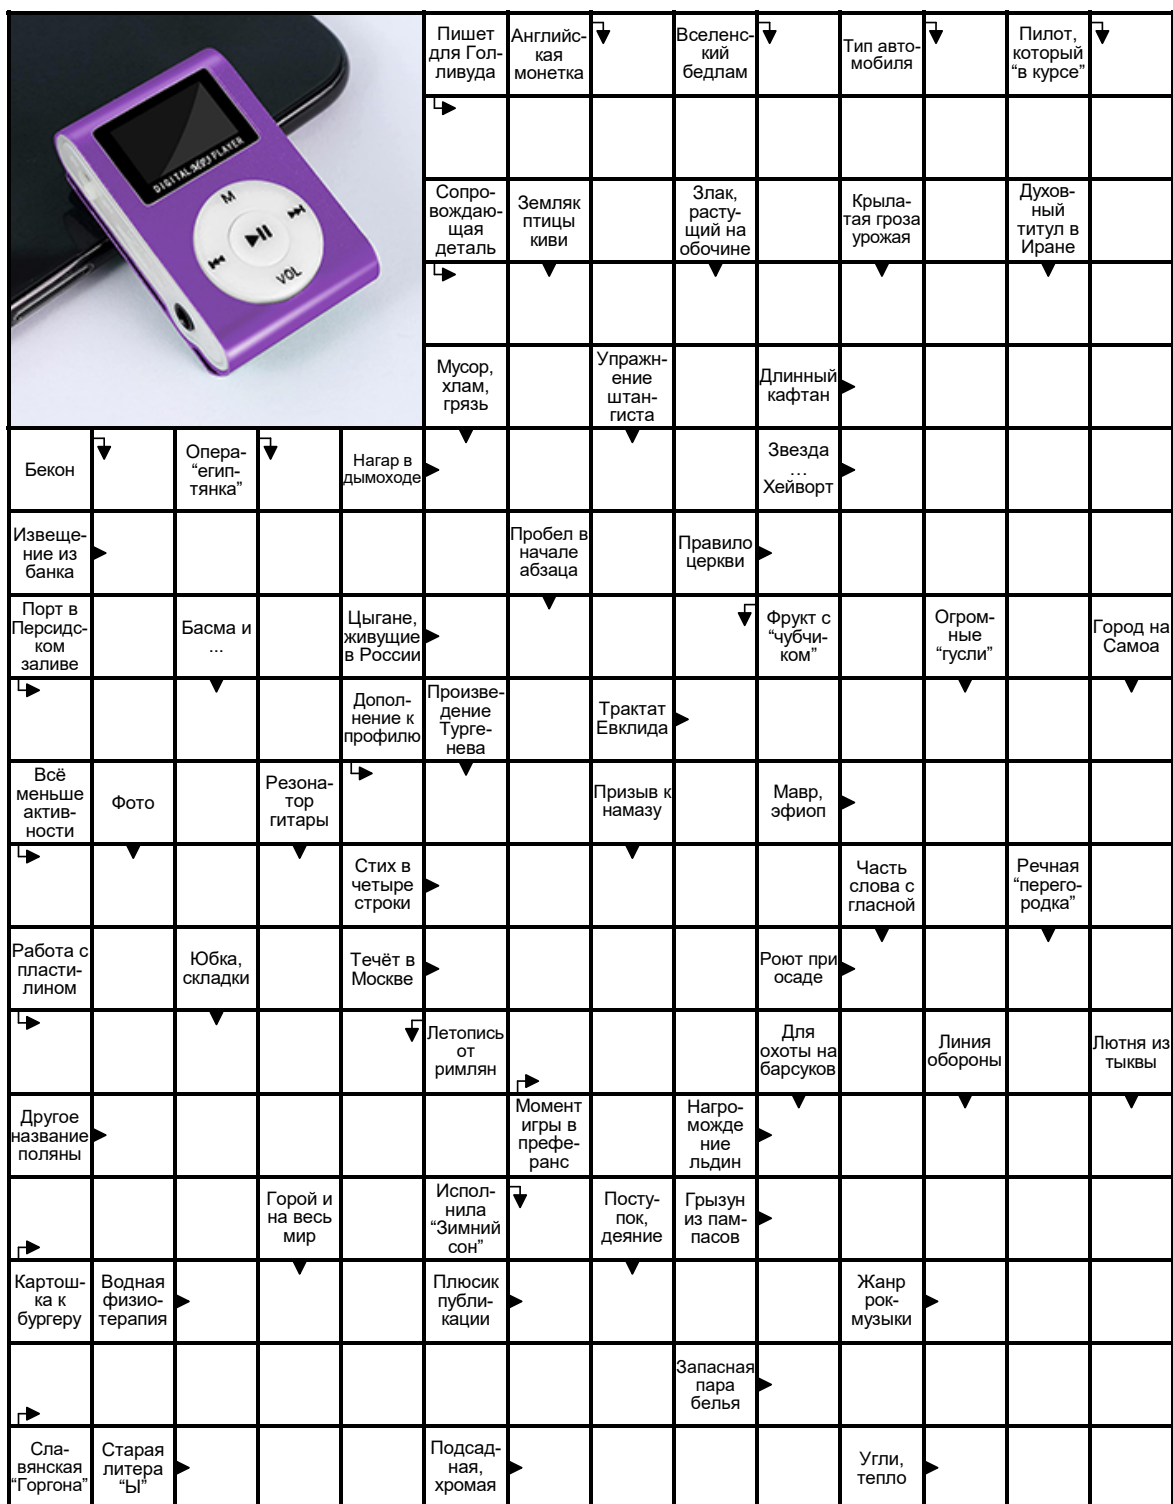 DIGITAL MP3 PLAYER
M
VOL
Пишет
для Гол-
ливуда
Английс-
кая
монетка
Вселенс-
кий
бедлам
Тип авто-
мобиля
Пилот,
который
“в курсе”
Сопро-
вождаю-
щая
деталь
Земляк
птицы
киви
Злак,
расту-
щий на
обочине
Крыла-
тая гроза
урожая
Духов-
ный
титул в
Иране
Мусор,
хлам,
грязь
Упражн-
ение
штан-
гиста
Длинный
кафтан
Бекон
Опера-
“егип-
тянка”
Нагар в
дымоходе
Звезда
...
Хейворт
Извеще-
ние из
банка
Пробел в
начале
абзаца
Правило
церкви
Порт в
Персидс-
ком
заливе
Басма и
...
Цыгане,
живущие
в России
Фрукт с
“чубчи-
ком”
Огром-
ные
“гусли”
Город на
Самоа
Допол-
нение к
профилю
Произве-
дение
Турге-
нева
Трактат
Евклида
Всё
меньше
актив-
ности
Фото
Резона-
тор
гитары
Призыв к
намазу
Мавр,
эфиоп
Стих в
четыре
строки
Часть
слова с
гласной
Речная
“перего-
родка”
Работа с
пласти-
лином
Юбка,
складки
Течёт в
Москве
Роют при
осаде
Летопись
от
римлян
Для
охоты на
барсуков
Линия
обороны
Лютня из
тыквы
Другое
название
поляны
Момент
игры в
префе-
ранс
Нагро-
можде
ние
льдин
Горой и
на весь
мир
Испол-
нила
“Зимний
сон”
Посту-
пок,
деяние
Грызун
из пам-
пасов
Картош-
ка к
бургеру
Водная
физио-
терапия
Плюсик
публи-
кации
Жанр
рок-
музыки
Запасная
пара
белья
Сла-
вянская
“Горгона”
Старая
литера
“Ы”
Подсад-
ная,
хромая
Угли,
тепло